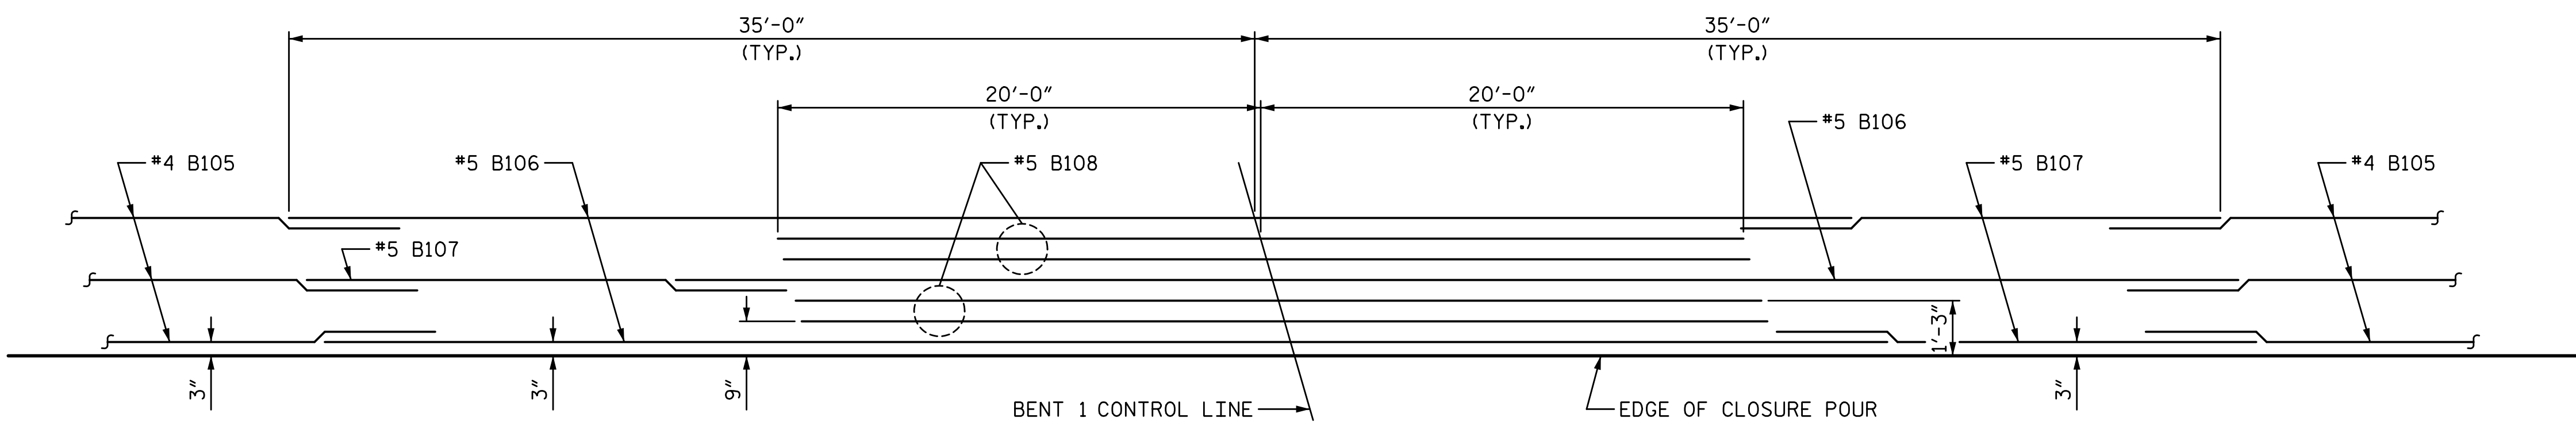 35'-0"
(TYP.)
35'-0"
(TYP.)
20'-0"
(TYP.)
20'-0"
(TYP.)
#5 B106
#4 B105
#5 B106
#5 B108
#5 B107
#4 B105
#5 B107
1'-3"
3"
3"
9"
3"
BENT 1 CONTROL LINE
EDGE OF CLOSURE POUR